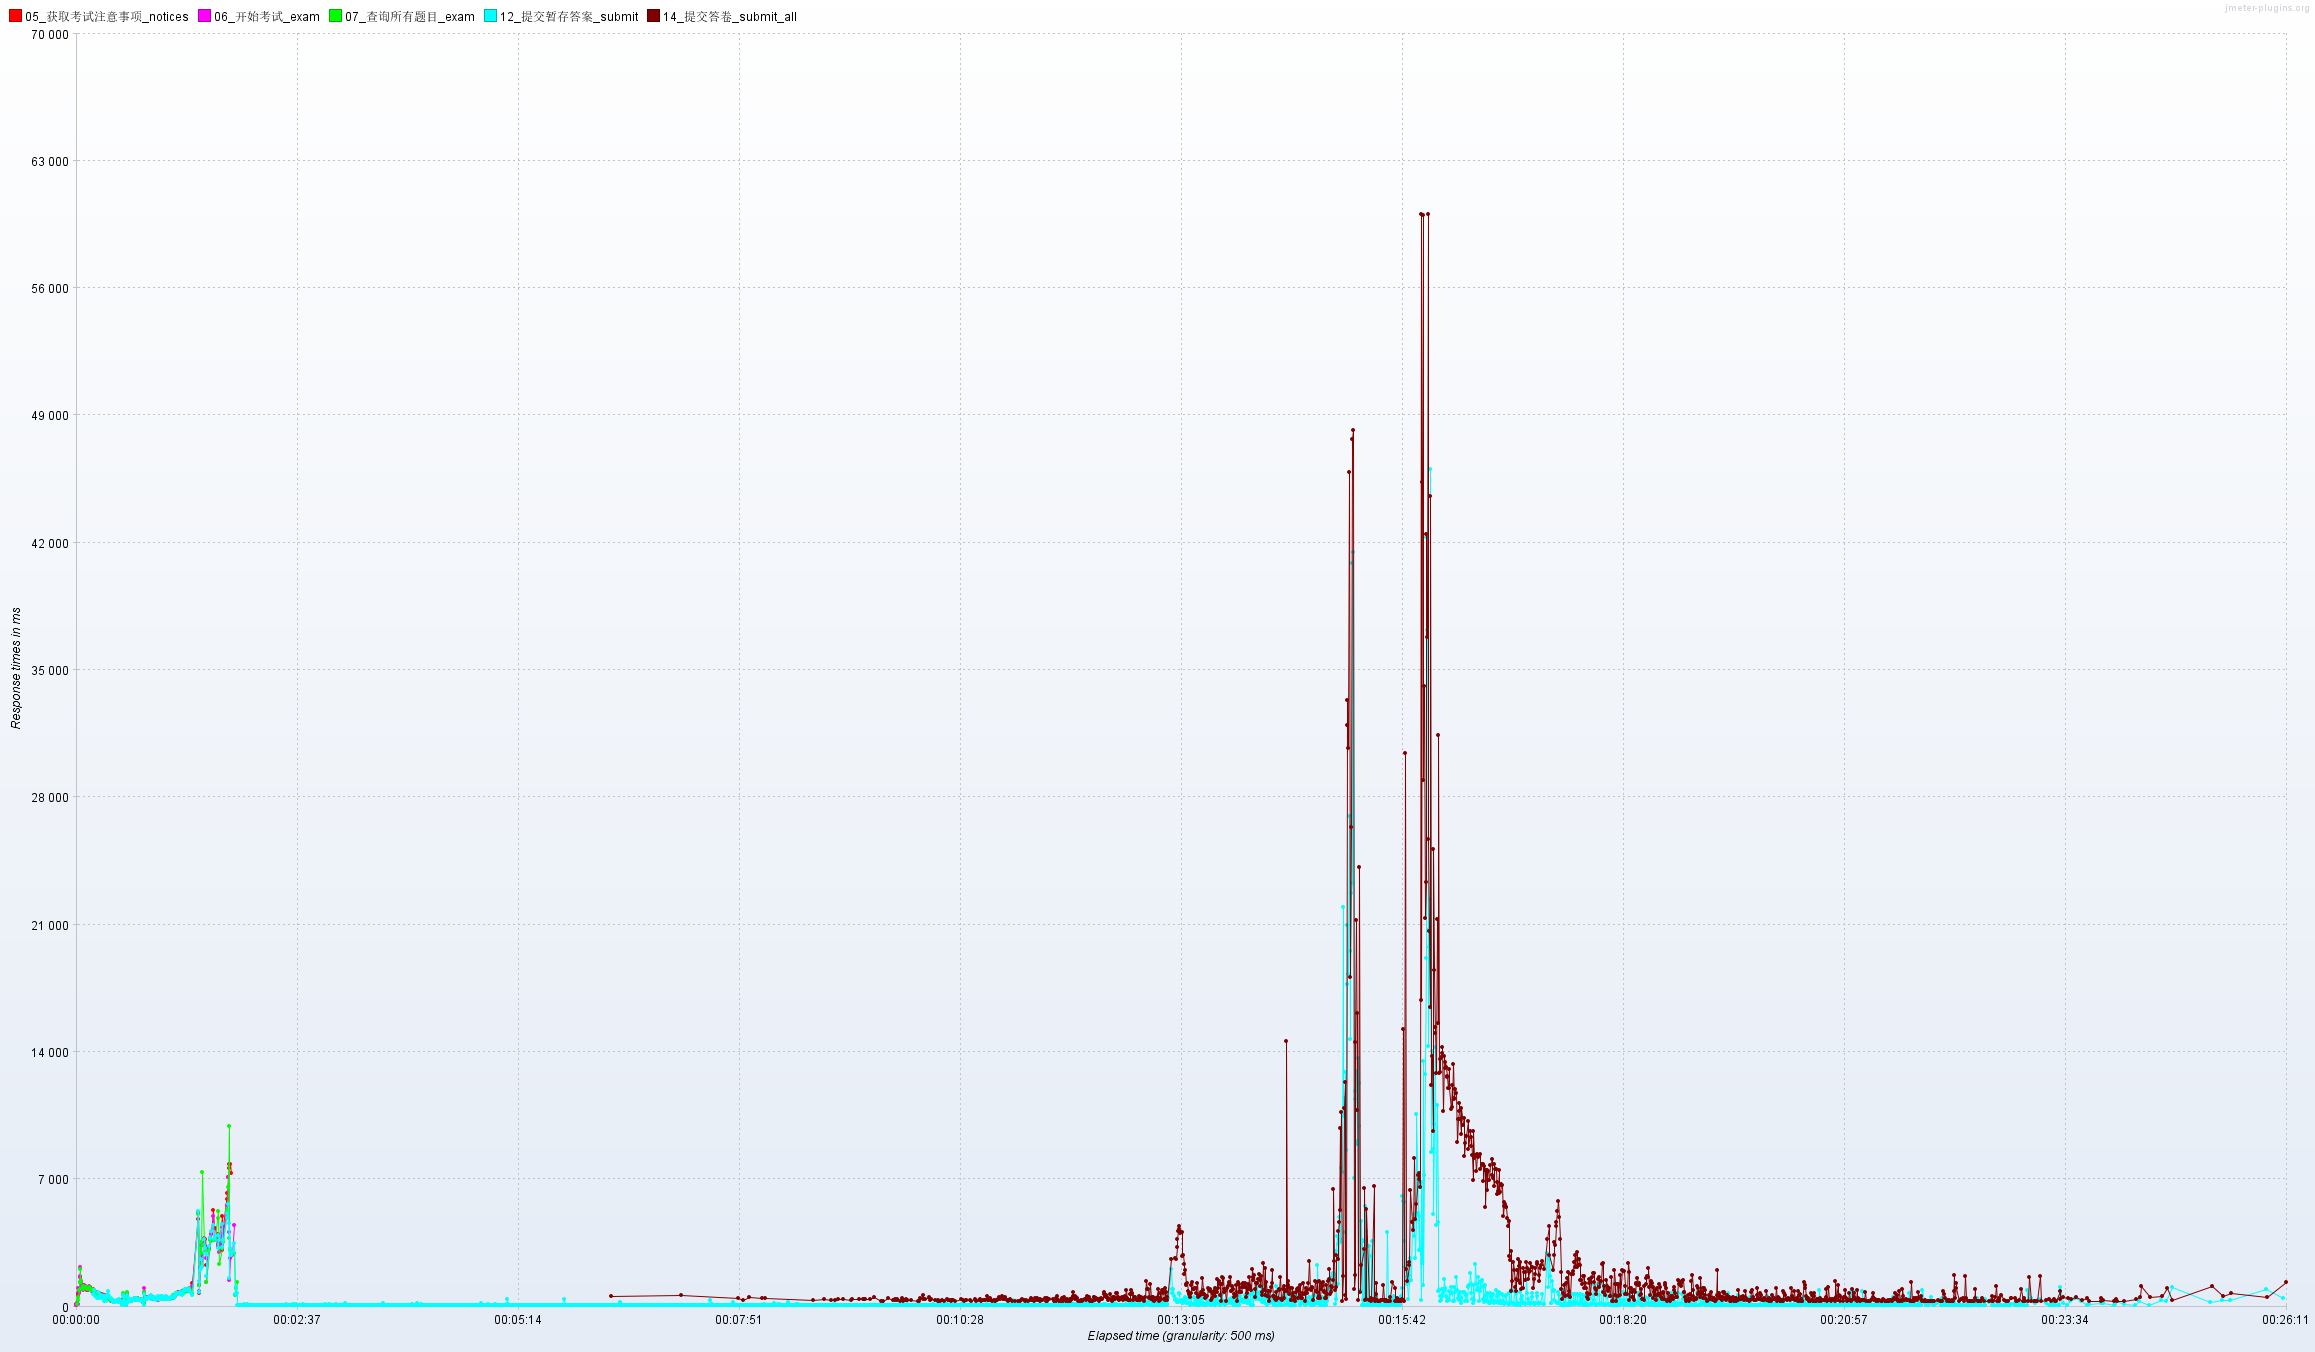 05_获取考试注意事项_notices 06_开始考试_exam 07_查询所有题目_exam 12_提交暂存答案_submit 14_提交答卷_submit_all
jmeter-plugins.org
70 000
63 000
56 000
49 000
42 000
35 000
28 000
21 000
14 000
7 000
0
Response times in ms
00:00:00 00:02:37 00:05:14 00:07:51 00:10:28 00:13:05 00:15:42 00:18:20 00:20:57 00:23:34 00:26:11
Elapsed time (granularity: 500 ms)